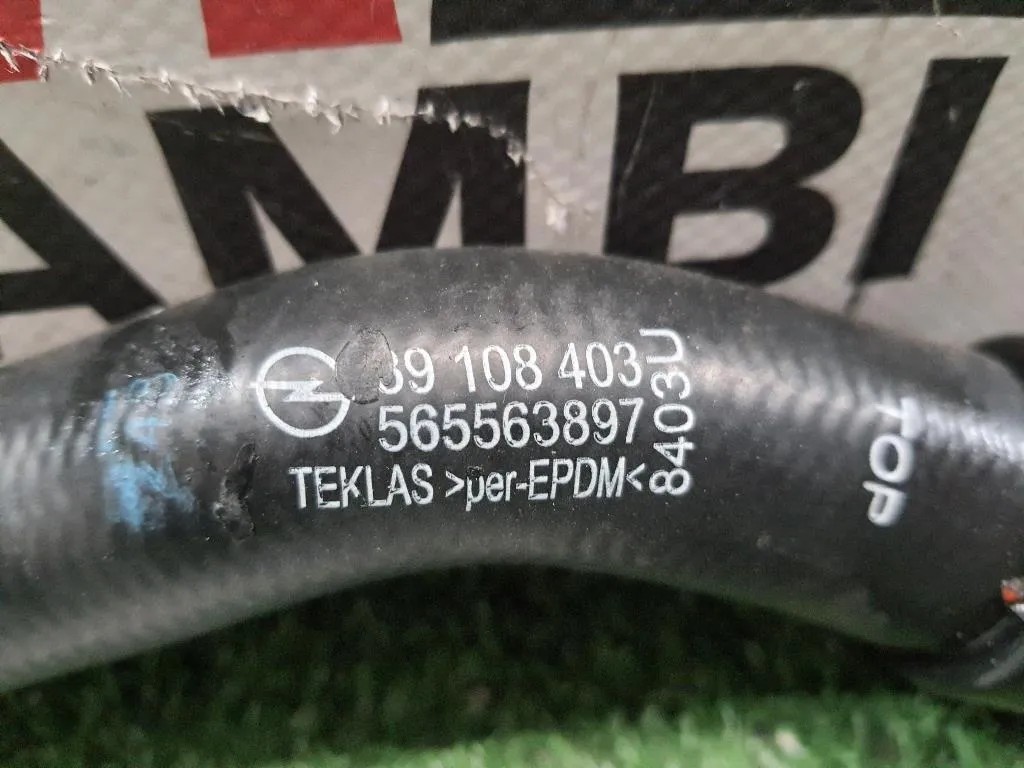 AMBI
39 108 403
565563897
TEKLAS >per-EPDM<
8403U
TOP